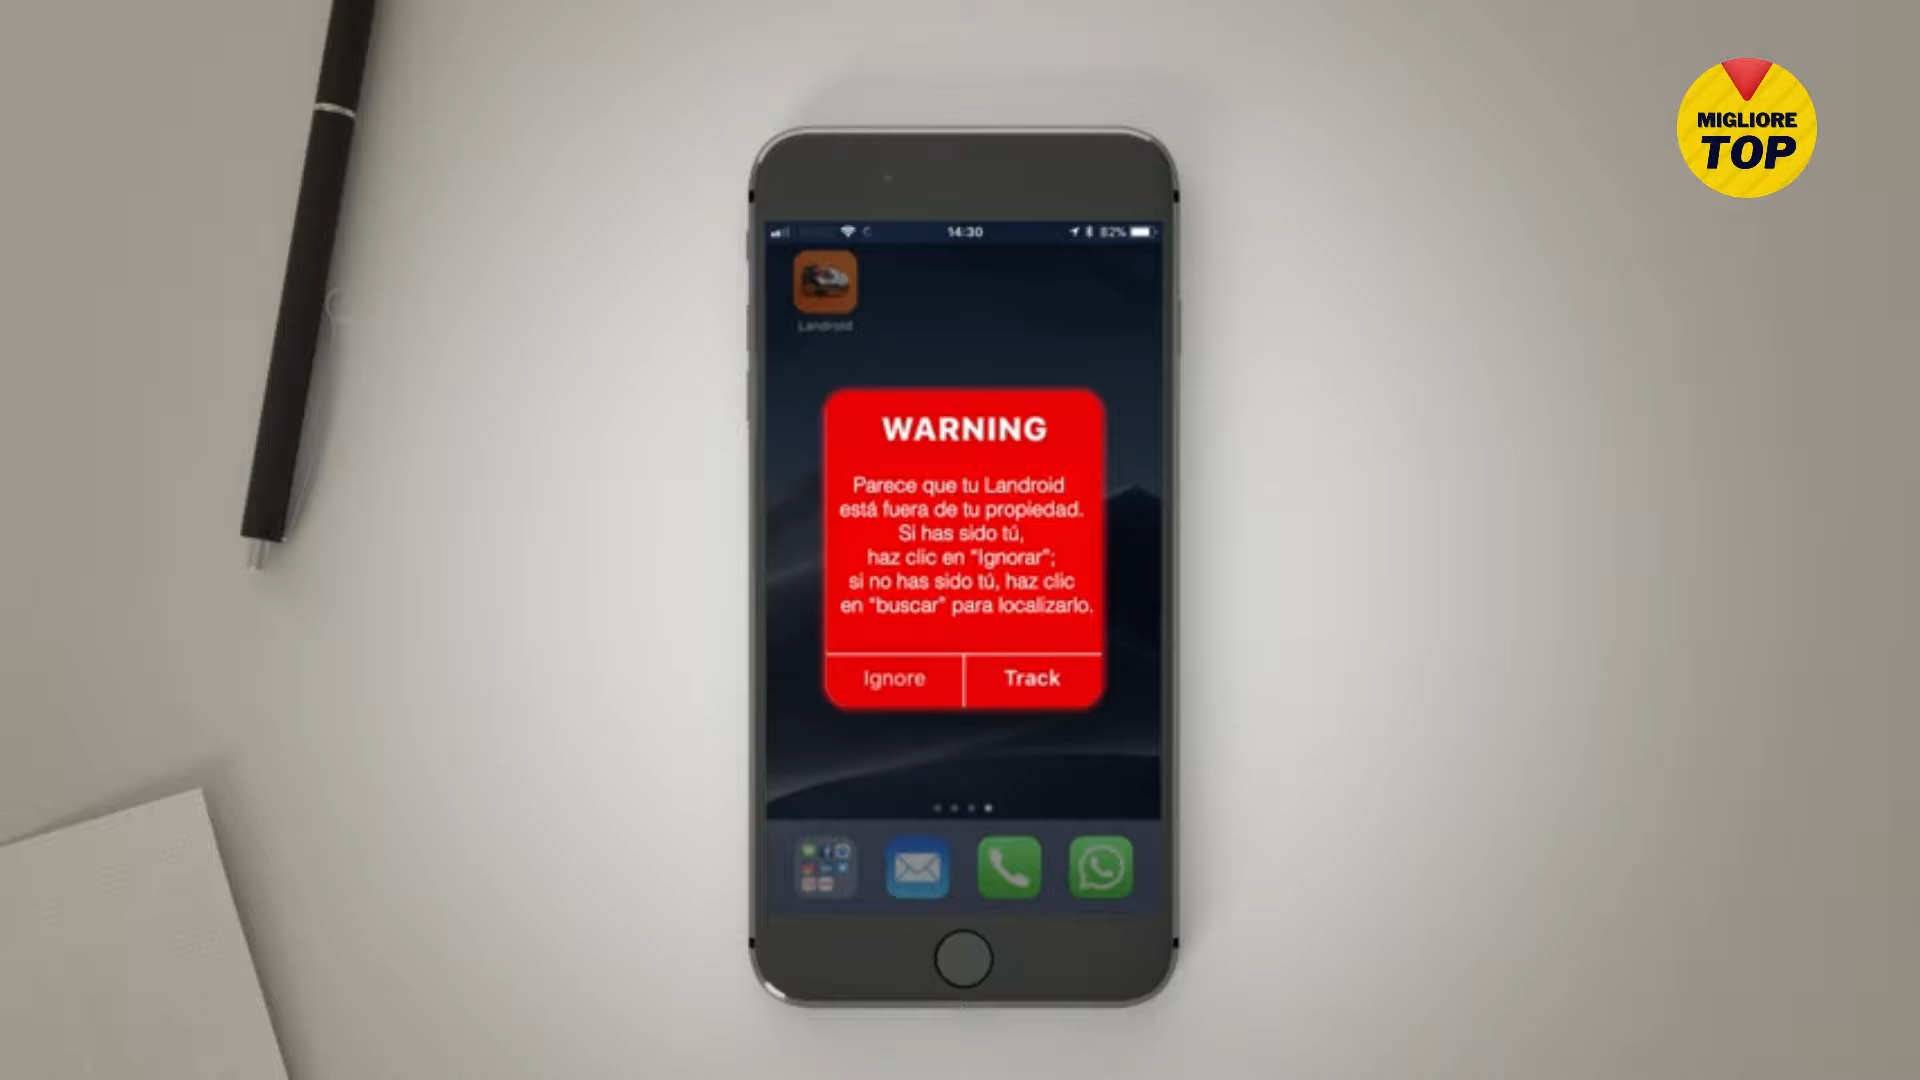 MIGLIORE
TOP
14:30
82%
Landroid
WARNING
Parece que tu Landroid
está fuera de tu propiedad.
Si has sido tú,
haz clic en “Ignorar”;
si no has sido tú, haz clic
en “buscar” para localizarlo.
Ignore
Track